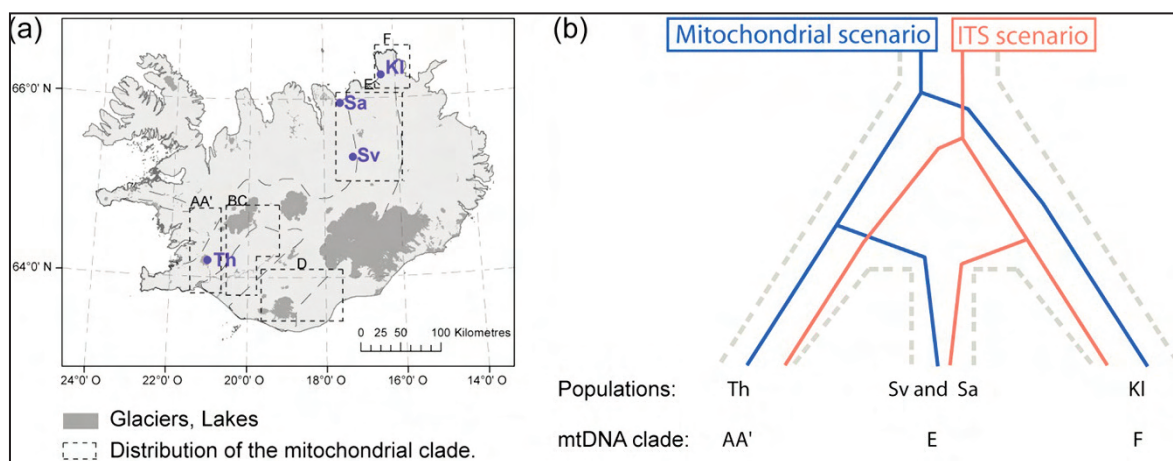 (a)
F
Kl
66°0' N
E
Sa
Sv
AA'
BC
Th
64°0' N
D
0 25 50 100 Kilometres
24°0' O 22°0' O 20°0' O 18°0' O 16°0' O 14°0' O
Glaciers, Lakes
Distribution of the mitochondrial clade.
(b)
Mitochondrial scenario ITS scenario
Populations: Th Sv and Sa Kl
mtDNA clade: AA' E F